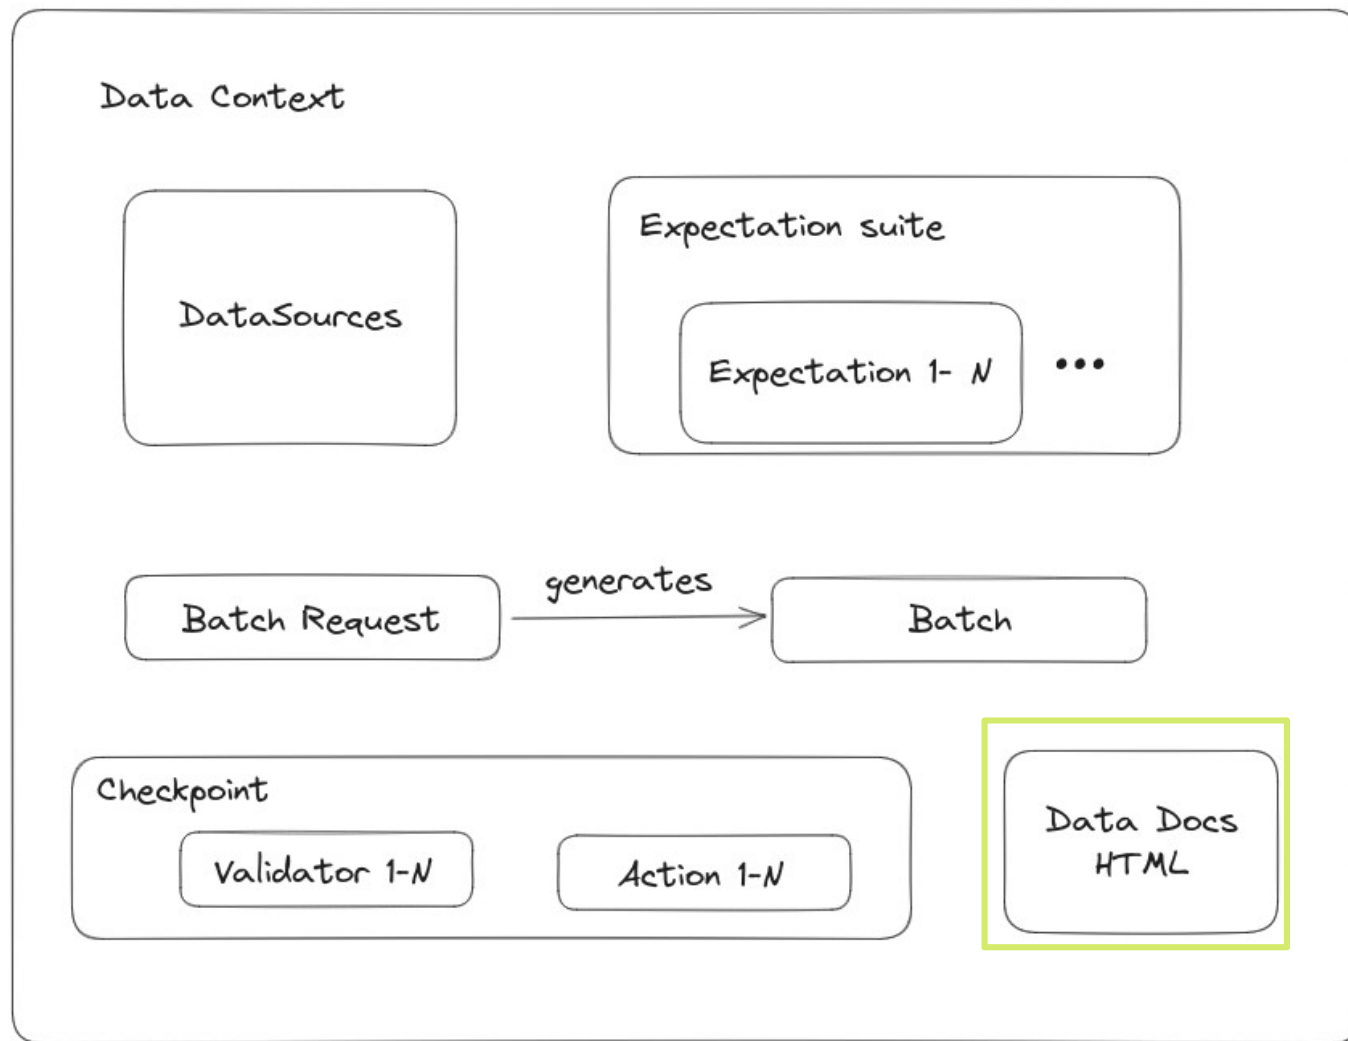 Data Context
DataSources
Expectation suite
Expectation 1- N
...
Batch Request
generates
Batch
Checkpoint
Validator 1-N
Action 1-N
Data Docs
HTML